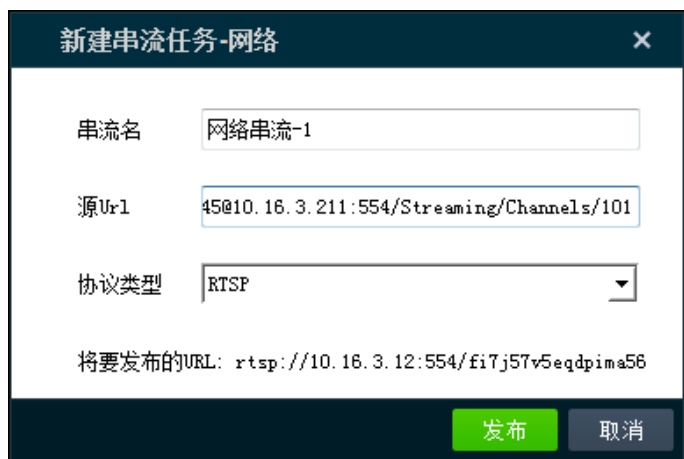 新建串流任务-网络
串流名 网络串流-1
源Url 45@10.16.3.211:554/Streaming/Channels/101
协议类型 RTSP
将要发布的URL: rtsp://10.16.3.12:554/fi7j57v5eqdpima56
发布 取消